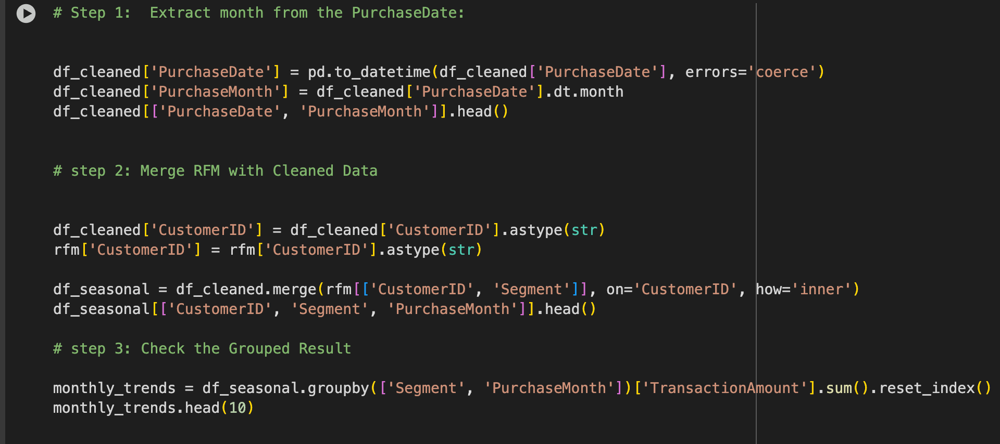 # Step 1:  Extract month from the PurchaseDate:
df_cleaned['PurchaseDate'] = pd.to_datetime(df_cleaned['PurchaseDate'], errors='coerce')
df_cleaned['PurchaseMonth'] = df_cleaned['PurchaseDate'].dt.month
df_cleaned[['PurchaseDate', 'PurchaseMonth']].head()
# step 2: Merge RFM with Cleaned Data
df_cleaned['CustomerID'] = df_cleaned['CustomerID'].astype(str)
rfm['CustomerID'] = rfm['CustomerID'].astype(str)
df_seasonal = df_cleaned.merge(rfm[['CustomerID', 'Segment']], on='CustomerID', how='inner')
df_seasonal[['CustomerID', 'Segment', 'PurchaseMonth']].head()
# step 3: Check the Grouped Result
monthly_trends = df_seasonal.groupby(['Segment', 'PurchaseMonth'])['TransactionAmount'].sum().reset_index()
monthly_trends.head(10)